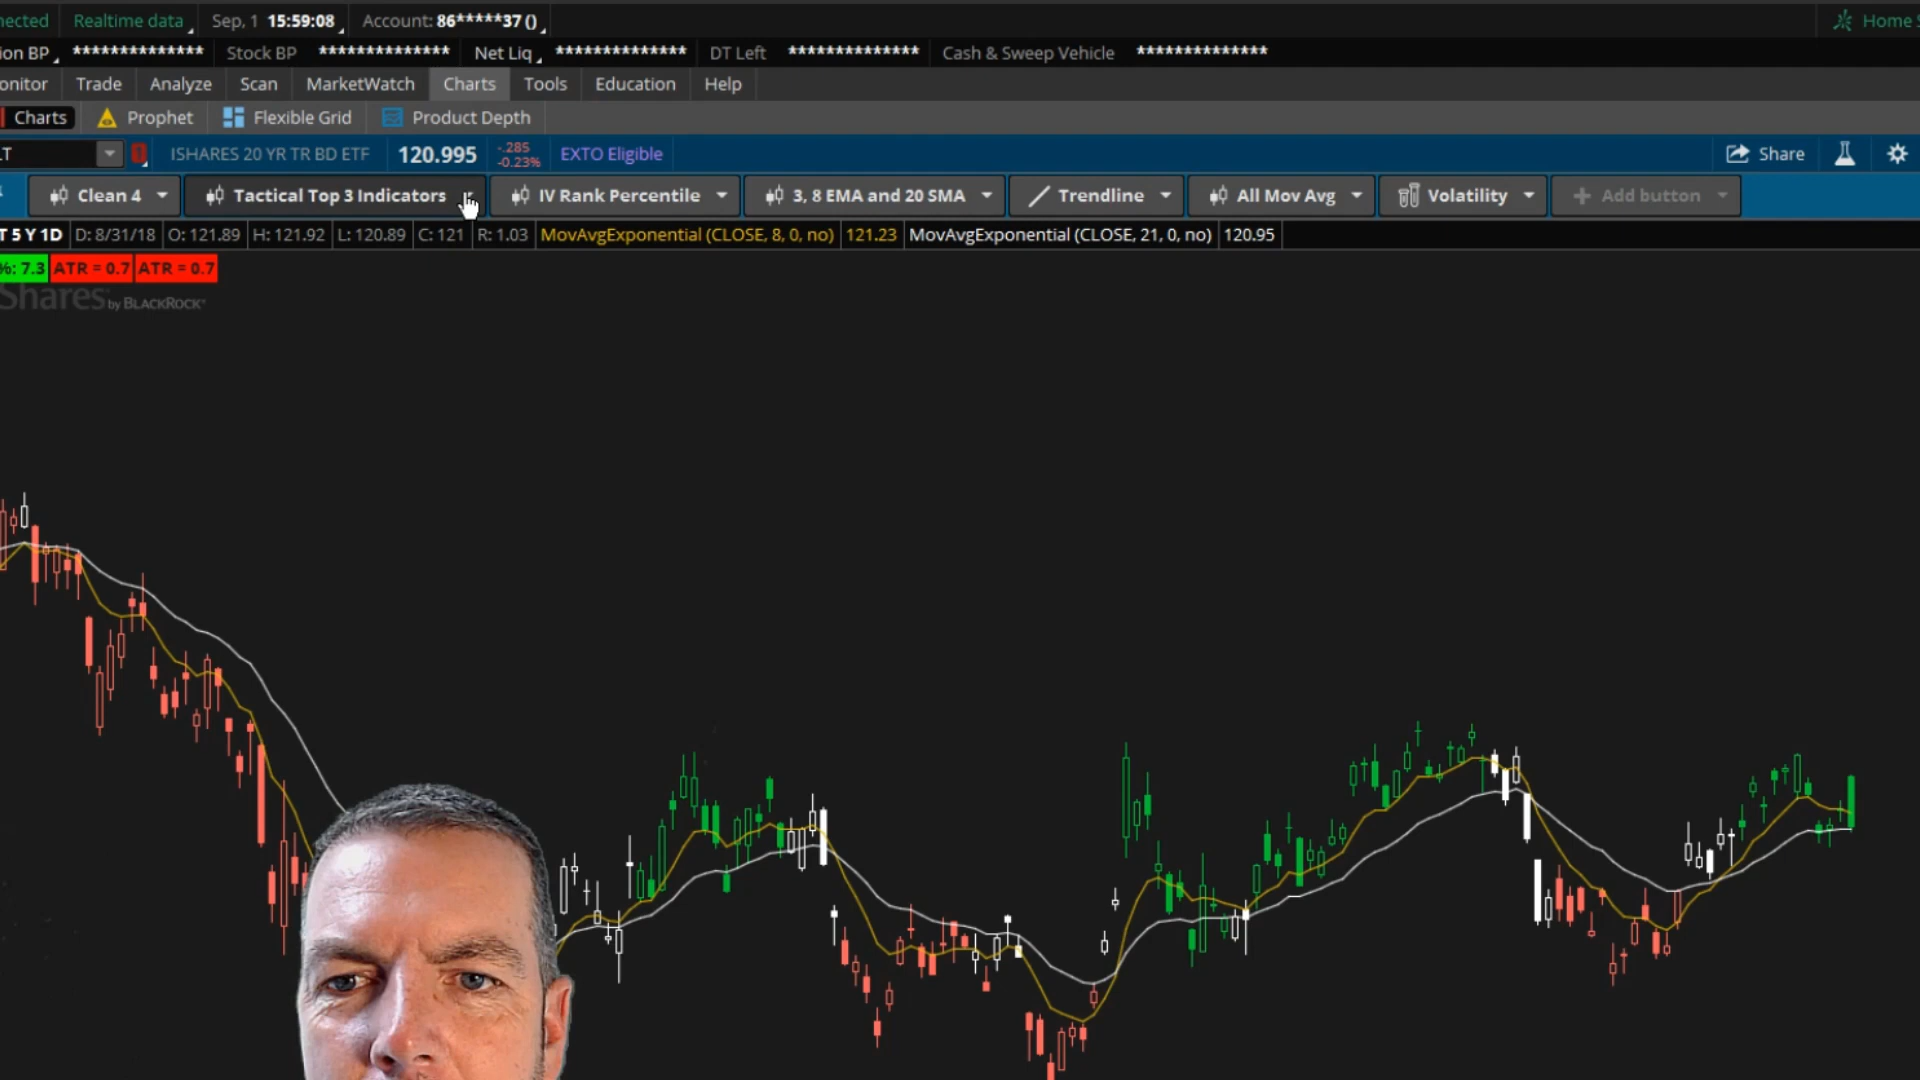 nected Realtime data Sep, 1 15:59:08 Account: 86*****37 () Home S
ion BP ************** Stock BP ************** Net Liq ************** DT Left ************** Cash & Sweep Vehicle **************
onitor Trade Analyze Scan MarketWatch Charts Tools Education Help
Charts Prophet Flexible Grid Product Depth
LT ISHARES 20 YR TR BD ETF 120.995 -.285 -0.23% EXTO Eligible Share
Clean 4 Tactical Top 3 Indicators IV Rank Percentile 3, 8 EMA and 20 SMA Trendline All Mov Avg Volatility + Add button
T 5 Y 1D D: 8/31/18 O: 121.89 H: 121.92 L: 120.89 C: 121 R: 1.03 MovAvgExponential (CLOSE, 8, 0, no) 121.23 MovAvgExponential (CLOSE, 21, 0, no) 120.95
%: 7.3 ATR = 0.7 ATR = 0.7
Shares by BLACKROCK®